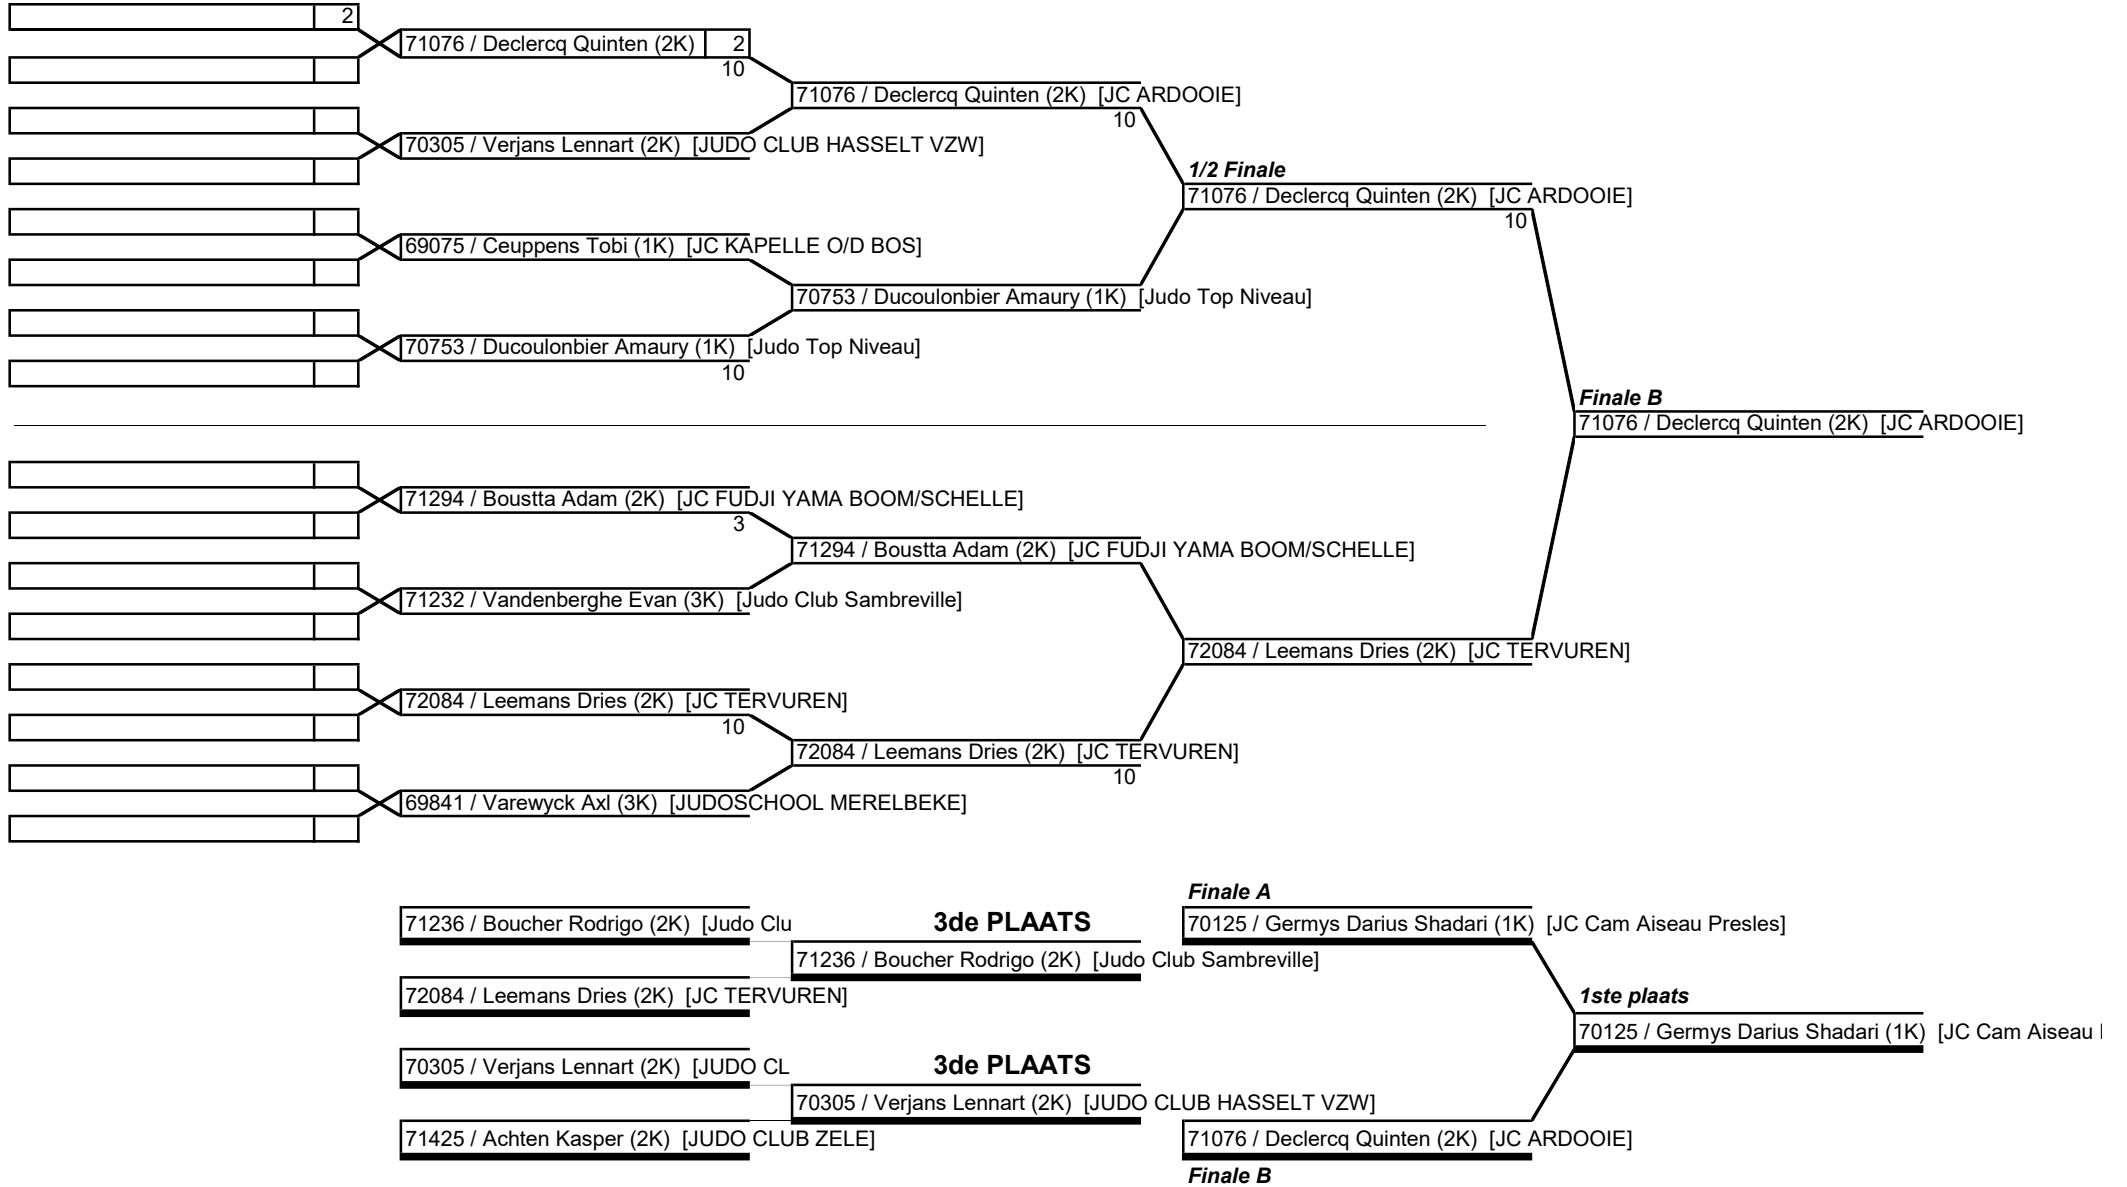 2
71076 / Declercq Quinten (2K) 2
10
71076 / Declercq Quinten (2K) [JC ARDOOIE]
10
70305 / Verjans Lennart (2K) [JUDO CLUB HASSELT VZW]
1/2 Finale
71076 / Declercq Quinten (2K) [JC ARDOOIE]
10
69075 / Ceuppens Tobi (1K) [JC KAPELLE O/D BOS]
70753 / Ducoulonbier Amaury (1K) [Judo Top Niveau]
70753 / Ducoulonbier Amaury (1K) [Judo Top Niveau]
10
Finale B
71076 / Declercq Quinten (2K) [JC ARDOOIE]
71294 / Boustta Adam (2K) [JC FUDJI YAMA BOOM/SCHELLE]
3
71294 / Boustta Adam (2K) [JC FUDJI YAMA BOOM/SCHELLE]
71232 / Vandenberghe Evan (3K) [Judo Club Sambreville]
72084 / Leemans Dries (2K) [JC TERVUREN]
72084 / Leemans Dries (2K) [JC TERVUREN]
10
72084 / Leemans Dries (2K) [JC TERVUREN]
10
69841 / Varewyck Axl (3K) [JUDOSCHOOL MERELBEKE]
Finale A
71236 / Boucher Rodrigo (2K) [Judo Clu
3de PLAATS
70125 / Germys Darius Shadari (1K) [JC Cam Aiseau Presles]
71236 / Boucher Rodrigo (2K) [Judo Club Sambreville]
72084 / Leemans Dries (2K) [JC TERVUREN]
1ste plaats
70125 / Germys Darius Shadari (1K) [JC Cam Aiseau
70305 / Verjans Lennart (2K) [JUDO CL
3de PLAATS
70305 / Verjans Lennart (2K) [JUDO CLUB HASSELT VZW]
71425 / Achten Kasper (2K) [JUDO CLUB ZELE]
71076 / Declercq Quinten (2K) [JC ARDOOIE]
Finale B